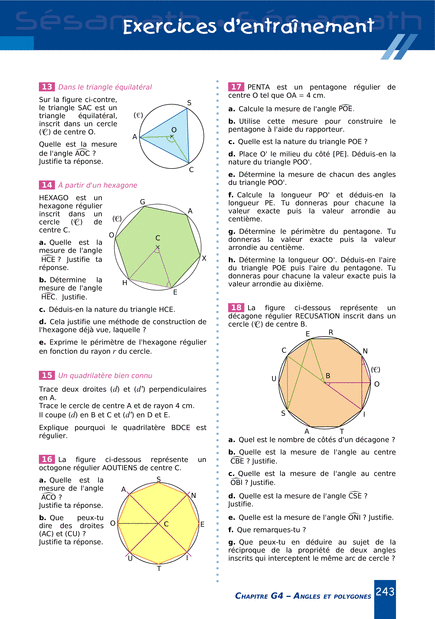 Sésamath
Exercices d'entraînement
13 Dans le triangle équilatéral
Sur la figure ci-contre,
le triangle SAC est un
triangle équilatéral,
inscrit dans un cercle
(C) de centre O.
Quelle est la mesure
de l'angle AOC ?
Justifie ta réponse.
(C)
S
A
O
C
14 À partir d'un hexagone
HEXAGO est un
hexagone régulier
inscrit dans un
cercle (C) de
centre C.
a. Quelle est la
mesure de l'angle
HCE ? Justifie ta
réponse.
b. Détermine la
mesure de l'angle
HEC. Justifie.
G
(C)
A
O
C
X
H
E
c. Déduis-en la nature du triangle HCE.
d. Cela justifie une méthode de construction de
l'hexagone déjà vue, laquelle ?
e. Exprime le périmètre de l'hexagone régulier
en fonction du rayon r du cercle.
15 Un quadrilatère bien connu
Trace deux droites (d) et (d') perpendiculaires
en A.
Trace le cercle de centre A et de rayon 4 cm.
Il coupe (d) en B et C et (d') en D et E.
Explique pourquoi le quadrilatère BDCE est
régulier.
16 La figure ci-dessous représente un
octogone régulier AOUTIENS de centre C.
a. Quelle est la
mesure de l'angle
ACO ?
Justifie ta réponse.
b. Que peux-tu
dire des droites
(AC) et (CU) ?
Justifie ta réponse.
S
A
N
O
C
E
U
I
T
17 PENTA est un pentagone régulier de
centre O tel que OA = 4 cm.
a. Calcule la mesure de l'angle POE.
b. Utilise cette mesure pour construire le
pentagone à l'aide du rapporteur.
c. Quelle est la nature du triangle POE ?
d. Place O' le milieu du côté [PE]. Déduis-en la
nature du triangle POO'.
e. Détermine la mesure de chacun des angles
du triangle POO'.
f. Calcule la longueur PO' et déduis-en la
longueur PE. Tu donneras pour chacune la
valeur exacte puis la valeur arrondie au
centième.
g. Détermine le périmètre du pentagone. Tu
donneras la valeur exacte puis la valeur
arrondie au centième.
h. Détermine la longueur OO'. Déduis-en l'aire
du triangle POE puis l'aire du pentagone. Tu
donneras pour chacune la valeur exacte puis la
valeur arrondie au dixième.
18 La figure ci-dessous représente un
décagone régulier RECUSATION inscrit dans un
cercle (C) de centre B.
E
R
C
N
(C)
U
B
O
S
I
A
T
a. Quel est le nombre de côtés d'un décagone ?
b. Quelle est la mesure de l'angle au centre
CBE ? Justifie.
c. Quelle est la mesure de l'angle au centre
OBI ? Justifie.
d. Quelle est la mesure de l'angle CSE ?
Justifie.
e. Quelle est la mesure de l'angle ONI ? Justifie.
f. Que remarques-tu ?
g. Que peux-tu en déduire au sujet de la
réciproque de la propriété de deux angles
inscrits qui interceptent le même arc de cercle ?
CHAPITRE G4 – ANGLES ET POLYGONES 243